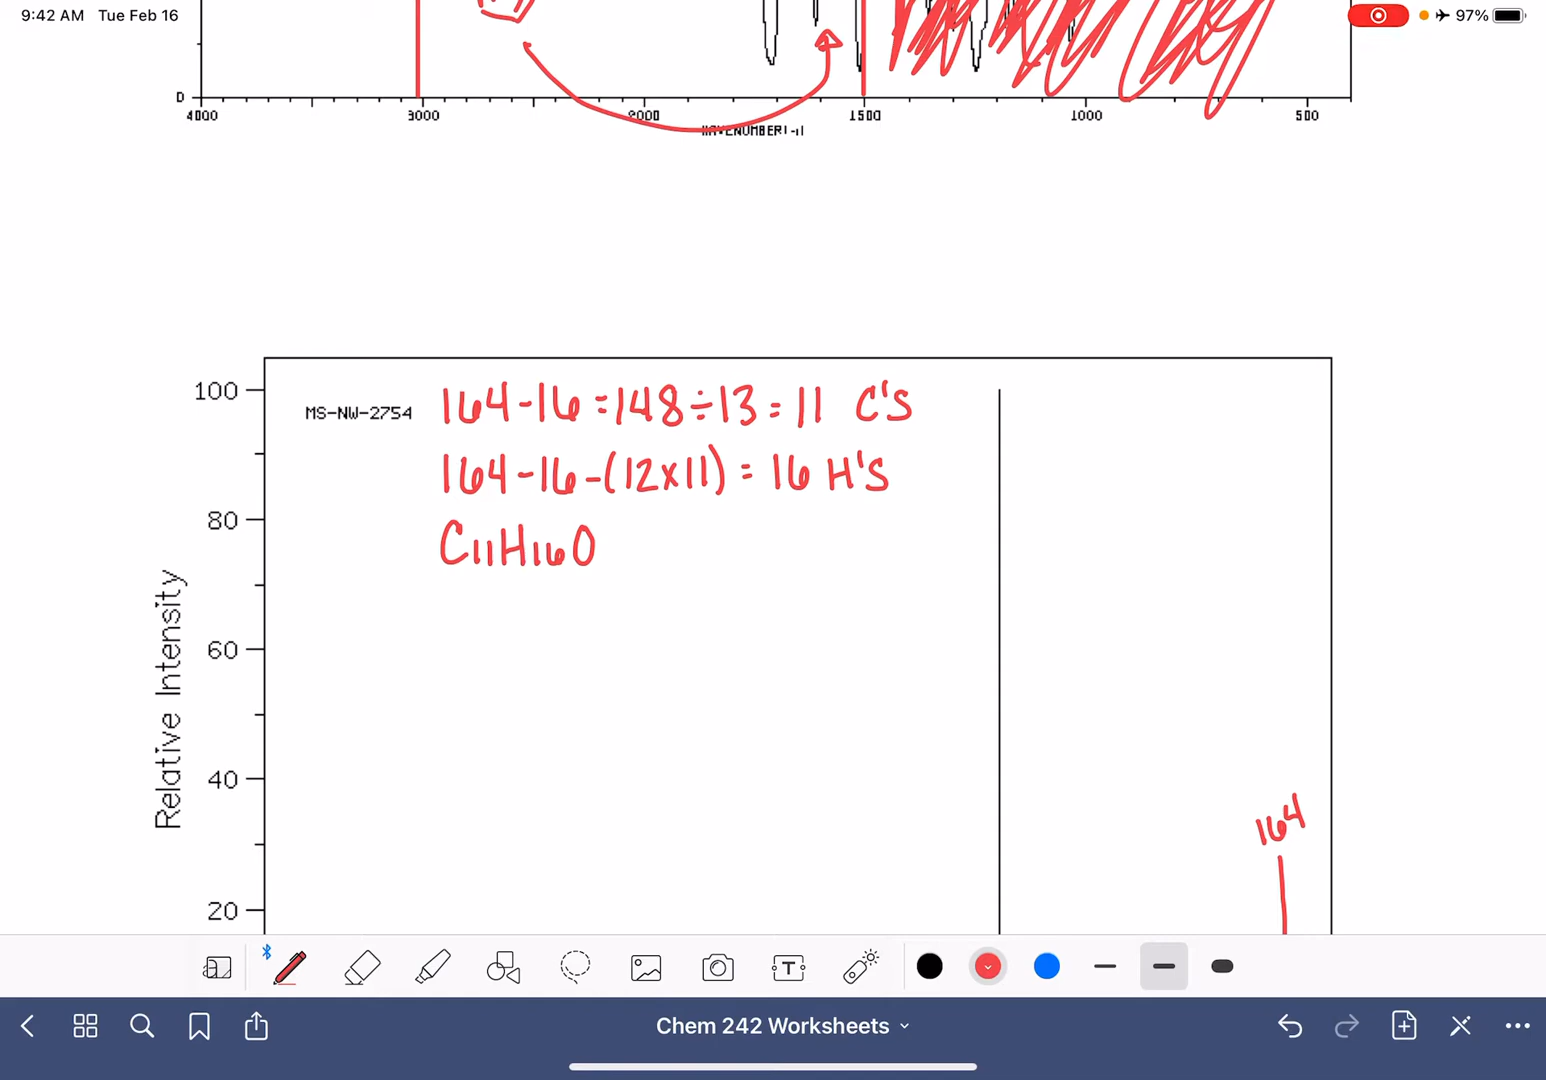 9:42 AM Tue Feb 16
97%
D
4000 3000 2000 1500 1000 500
100
MS-NW-2754
164-16=148÷13=11 C'S
164-16-(12x11)=16 H'S
80
C11H16O
Relative Intensity
60
40
164
20
T
Chem 242 Worksheets